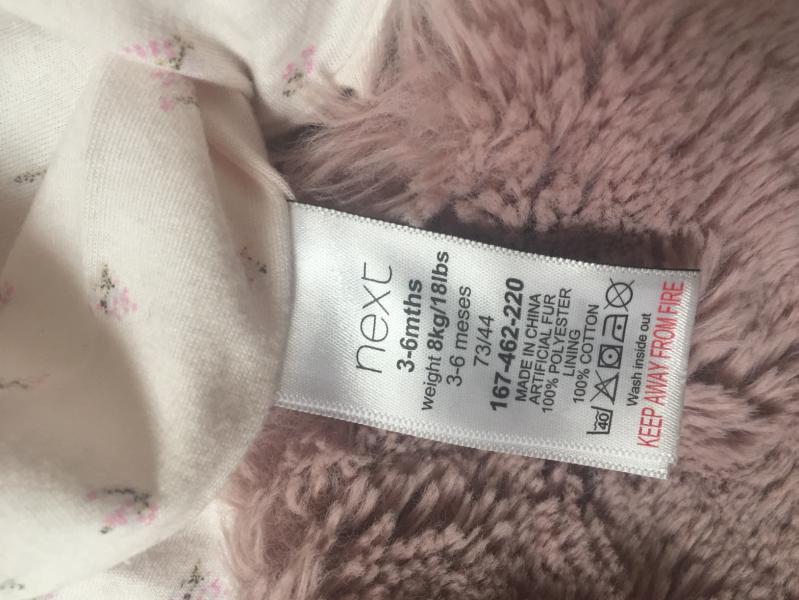 next
3-6mths
weight 8kg/18lbs
3-6 meses
73/44
167-462-220
MADE IN CHINA
ARTIFICIAL FUR
100% POLYESTER
LINING
100% COTTON
40
Wash inside out
KEEP AWAY FROM FIRE